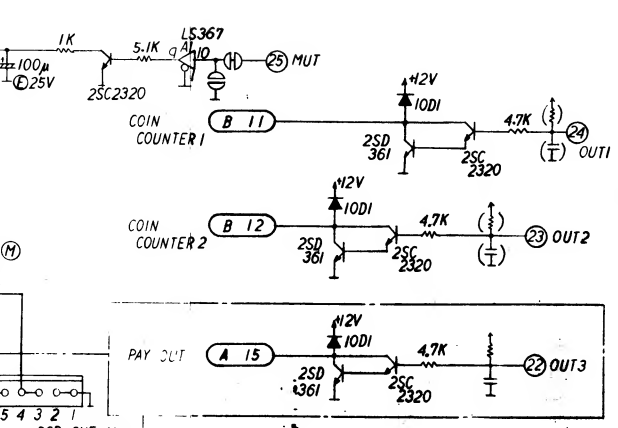 1K
5.1K
LS367
9 A 10
25 MUT
100μ
E 25V
2SC2320
+12V
10D1
COIN
COUNTER 1
B 11
4.7K
( )
24
OUT1
2SD
361
2SC
2320
( )
+12V
10D1
COIN
COUNTER 2
B 12
4.7K
( )
23 OUT2
2SD
361
2SC
2320
( )
M
+12V
10D1
PAY OUT
A 15
4.7K
22 OUT3
2SD
361
2SC
2320
5 4 3 2 1